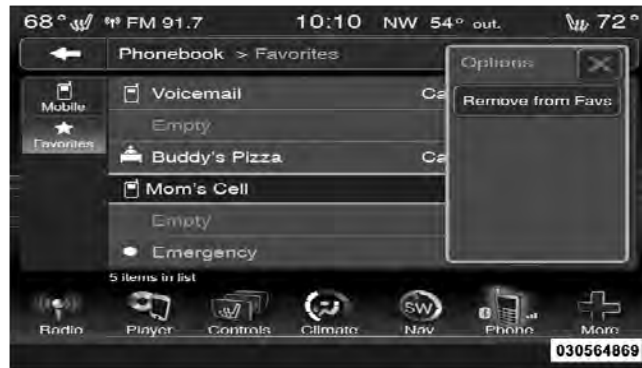 68° FM 91.7 10:10 NW 54° out. 72°
Phonebook > Favorites
Options
Mobile
Voicemail Ca
Remove from Favs
Empty
Favorites
Buddy's Pizza Ca
Mom's Cell
Empty
Emergency
5 items in list
SW
Radio Player Controls Climate Nav Phone More
030564869